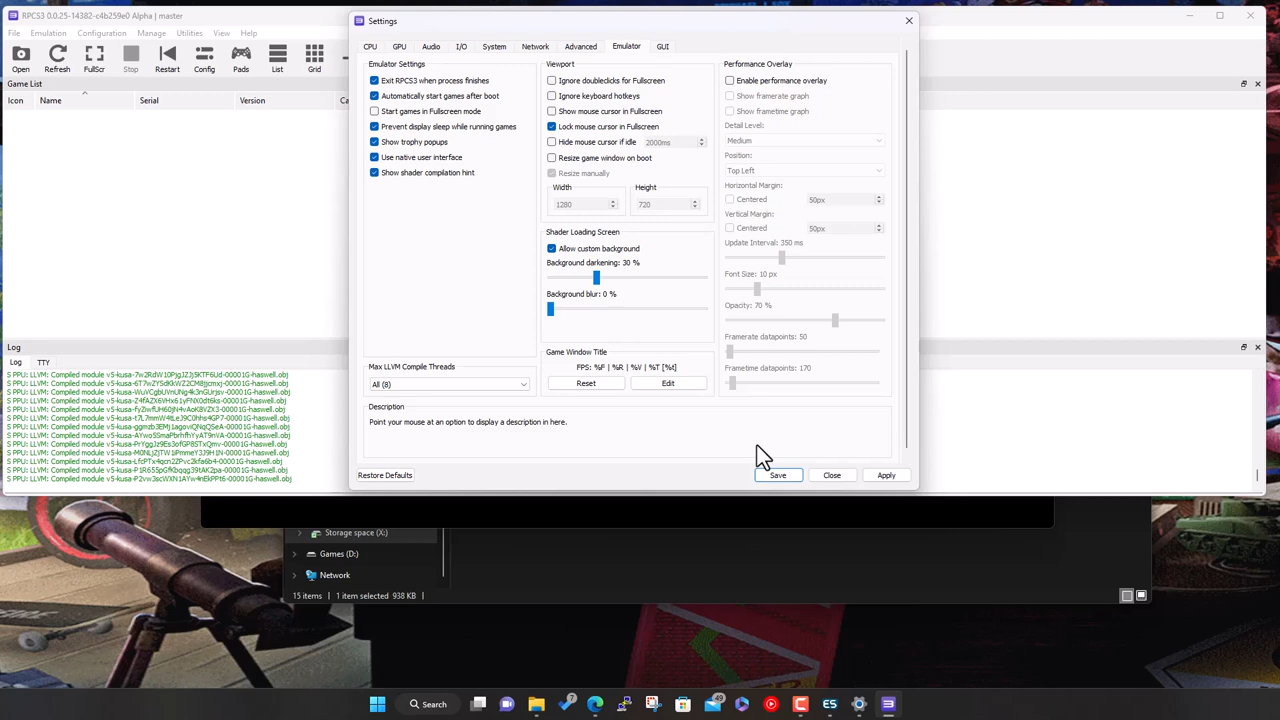 RPCS3 0.0.25-14382-c4b259e0 Alpha | master
File Emulation Configuration Manage Utilities View Help
Open Refresh FullScr Stop Restart Config Pads List Grid
Game List
Icon Name Serial Version
Settings
CPU GPU Audio I/O System Network Advanced Emulator GUI
Emulator Settings
Exit RPCS3 when process finishes
Automatically start games after boot
Start games in Fullscreen mode
Prevent display sleep while running games
Show trophy popups
Use native user interface
Show shader compilation hint
Max LLVM Compile Threads
All (8)
Viewport
Ignore doubleclicks for Fullscreen
Ignore keyboard hotkeys
Show mouse cursor in Fullscreen
Lock mouse cursor in Fullscreen
Hide mouse cursor if idle 2000ms
Resize game window on boot
Resize manually
Width Height
1280 720
Shader Loading Screen
Allow custom background
Background darkening: 30 %
Background blur: 0 %
Game Window Title
FPS: %F | %R | %V | %T [%t]
Reset Edit
Performance Overlay
Enable performance overlay
Show framerate graph
Show frametime graph
Detail Level:
Medium
Position:
Top Left
Horizontal Margin:
Centered 50px
Vertical Margin:
Centered 50px
Update Interval: 350 ms
Font Size: 10 px
Opacity: 70 %
Framerate datapoints: 50
Frametime datapoints: 170
Description
Point your mouse at an option to display a description in here.
Restore Defaults Save Close Apply
Log
Log TTY
Storage space (X:)
Games (D:)
Network
15 items 1 item selected 938 KB
Search 7 49 ES